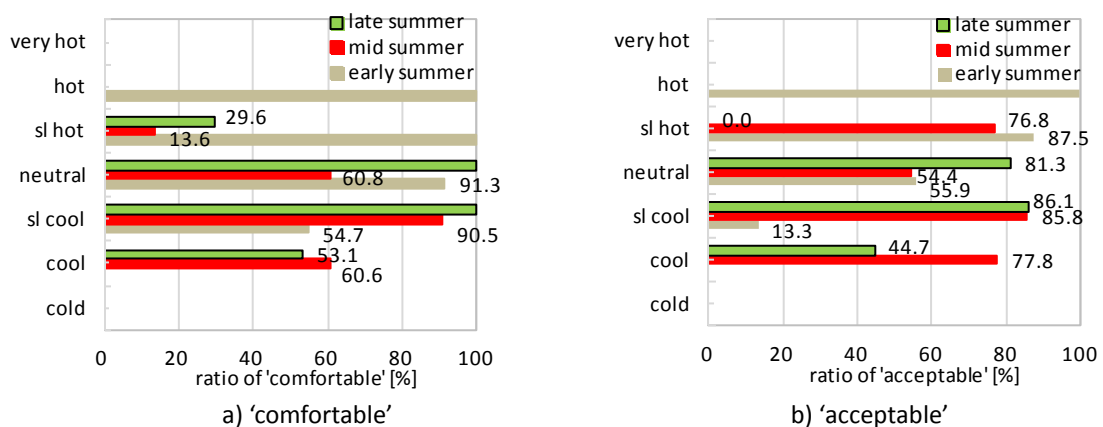 late summer
mid summer
early summer
very hot
hot
sl hot
neutral
sl cool
cool
cold
29.6
13.6
60.8
91.3
54.7
90.5
53.1
60.6
0 20 40 60 80 100
ratio of 'comfortable' [%]
a) ‘comfortable’
late summer
mid summer
early summer
very hot
hot
sl hot
neutral
sl cool
cool
cold
0.0
76.8
87.5
81.3
54.4
55.9
86.1
85.8
13.3
44.7
77.8
0 20 40 60 80 100
ratio of 'acceptable' [%]
b) ‘acceptable’